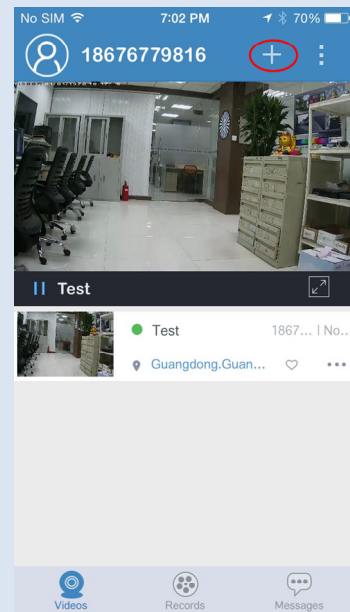 No SIM 7:02 PM 70%
18676779816
Test
Test 1867... | No...
Guangdong.Guan...
Videos Records Messages